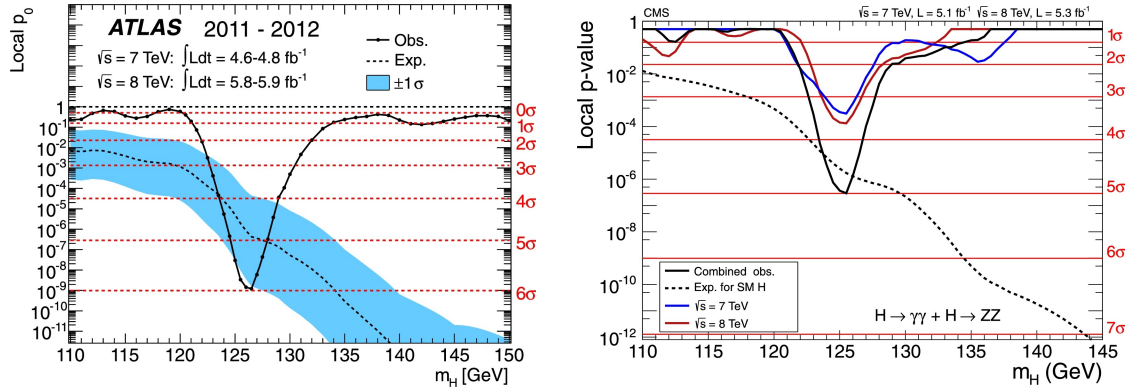 ATLAS 2011 - 2012
√s = 7 TeV: ∫Ldt = 4.6-4.8 fb⁻¹
√s = 8 TeV: ∫Ldt = 5.8-5.9 fb⁻¹
Obs.
Exp.
±1σ
Local p₀
1
10⁻¹
10⁻²
10⁻³
10⁻⁴
10⁻⁵
10⁻⁶
10⁻⁷
10⁻⁸
10⁻⁹
10⁻¹⁰
10⁻¹¹
0σ
1σ
2σ
3σ
4σ
5σ
6σ
110 115 120 125 130 135 140 145 150
m_H [GeV]
CMS √s = 7 TeV, L = 5.1 fb⁻¹ √s = 8 TeV, L = 5.3 fb⁻¹
Local p-value
1
10⁻²
10⁻⁴
10⁻⁶
10⁻⁸
10⁻¹⁰
10⁻¹²
1σ
2σ
3σ
4σ
5σ
6σ
7σ
Combined obs.
Exp. for SM H
√s = 7 TeV
√s = 8 TeV
H → γγ + H → ZZ
110 115 120 125 130 135 140 145
m_H (GeV)